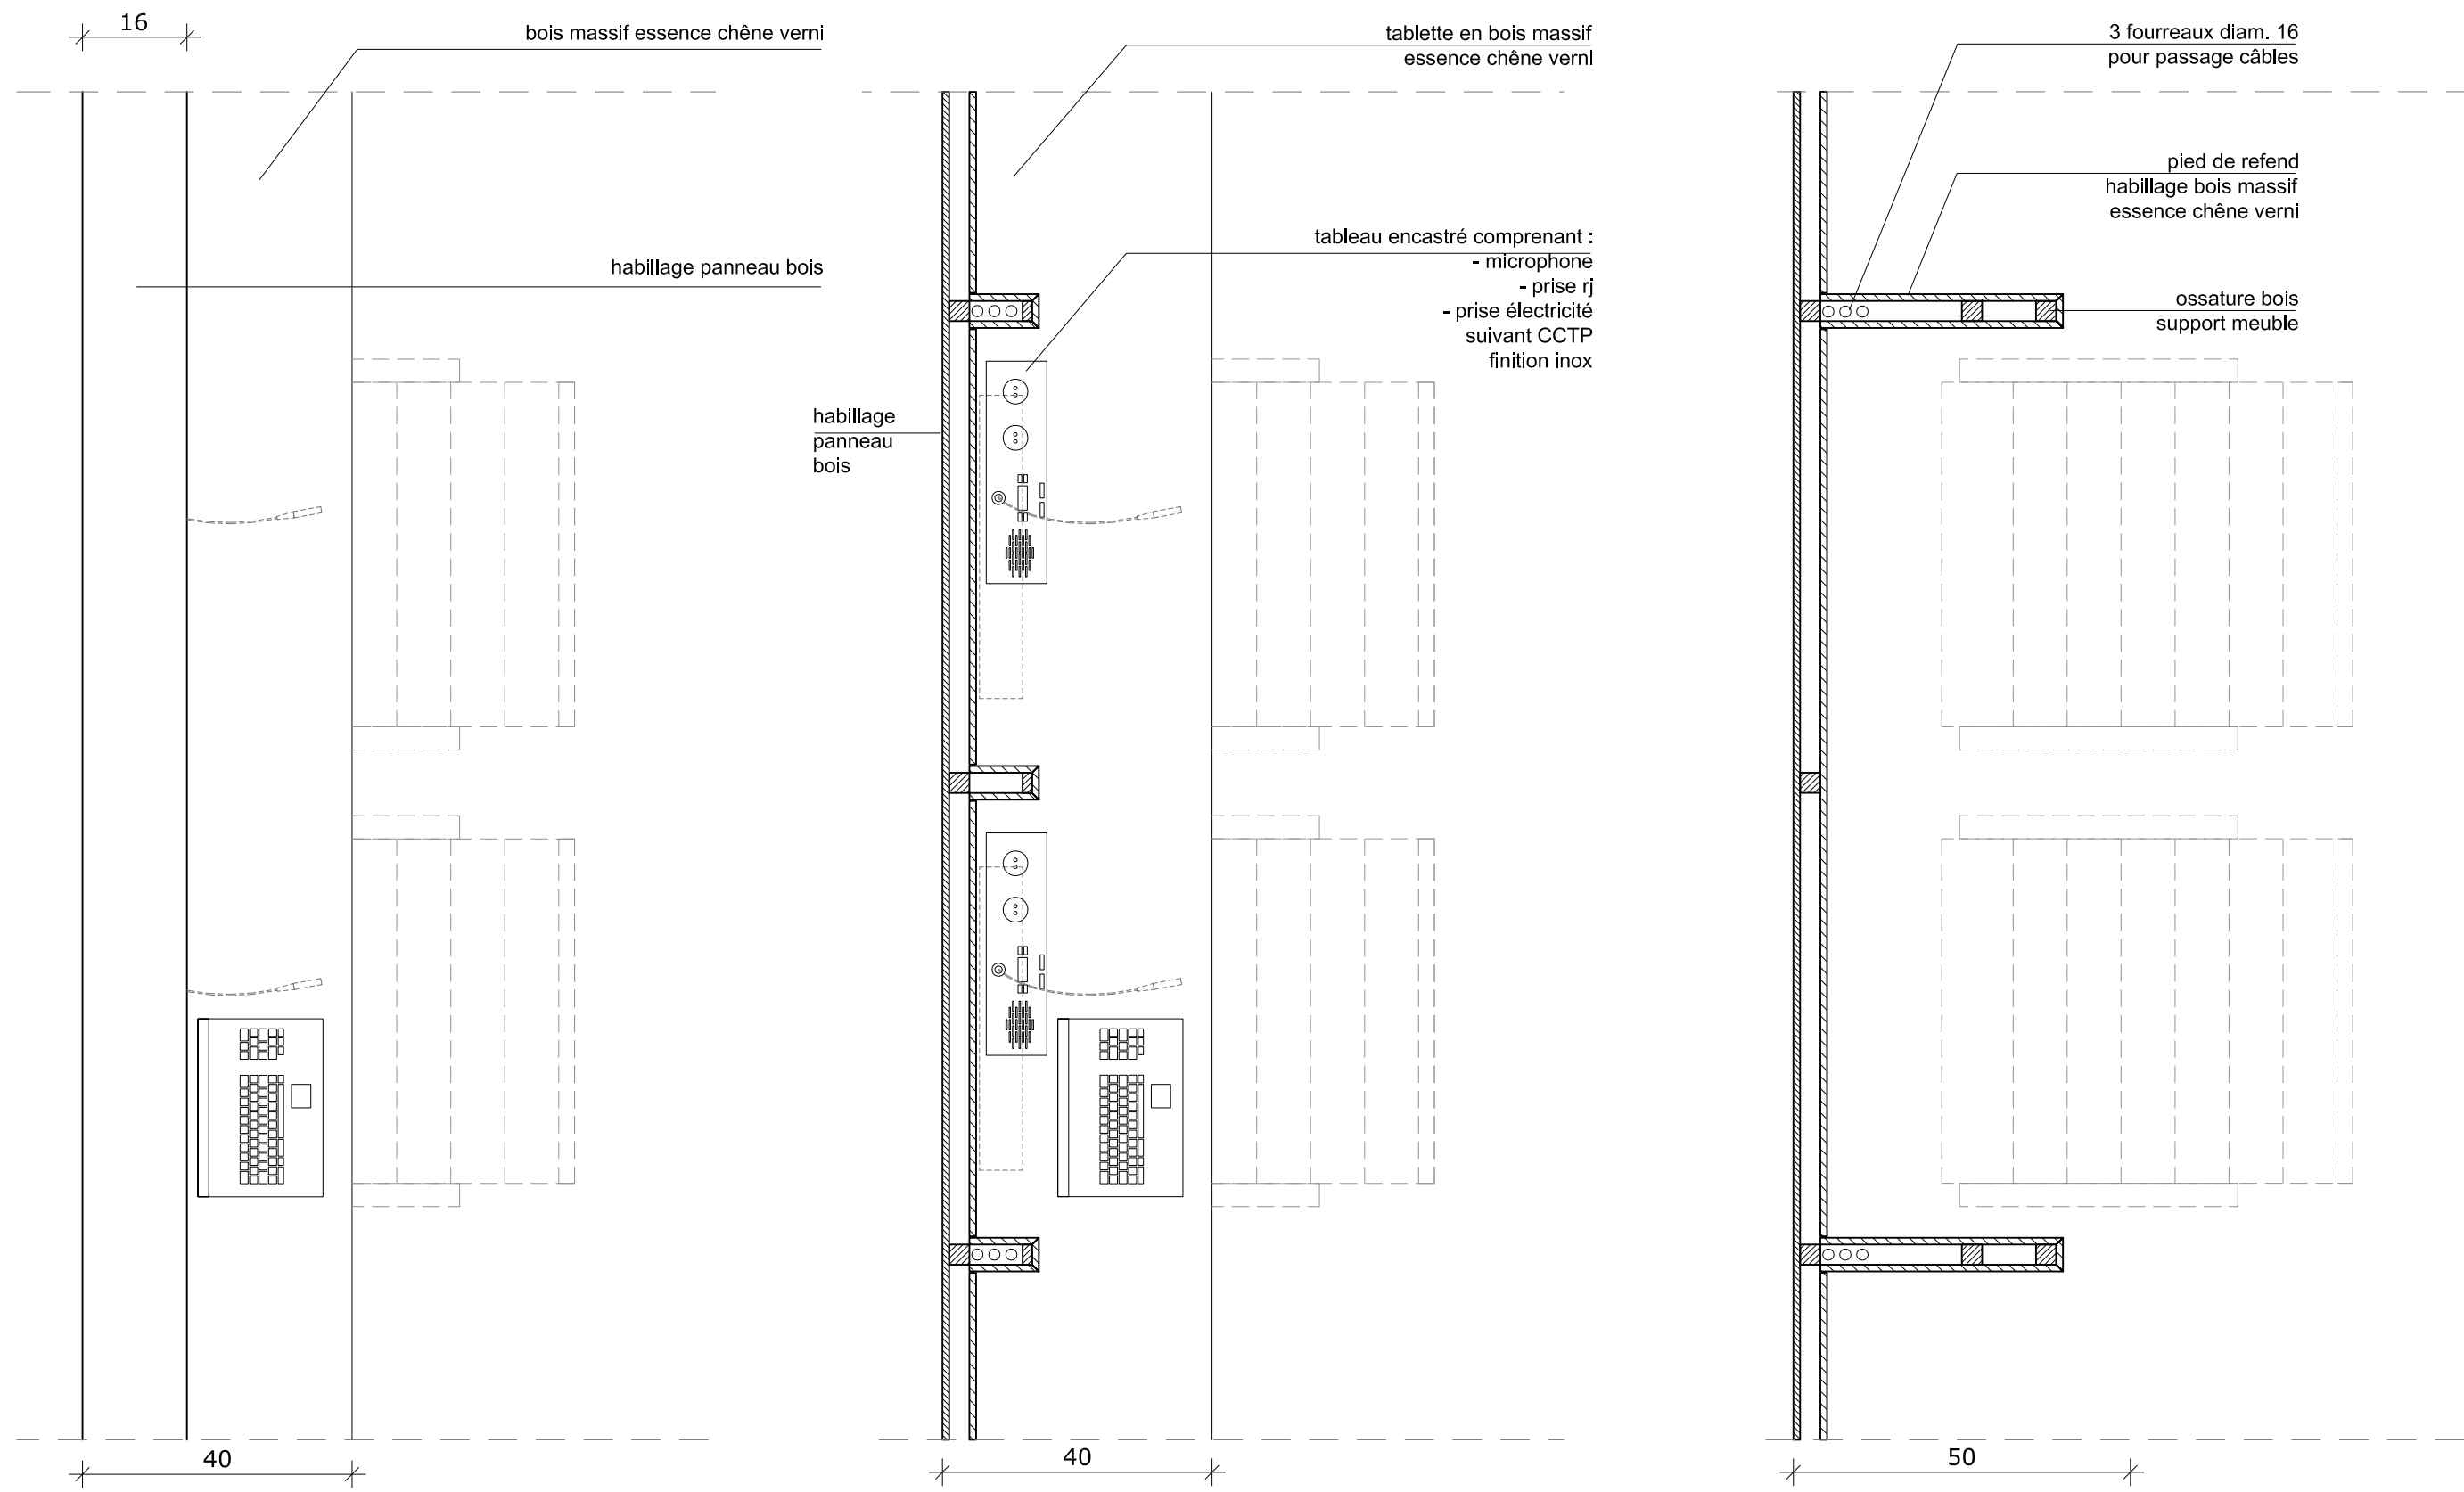 16
bois massif essence chêne verni
habillage panneau bois
40
tablette en bois massif
essence chêne verni
tableau encastré comprenant :
- microphone
- prise rj
- prise électricité
suivant CCTP
finition inox
habillage
panneau
bois
40
3 fourreaux diam. 16
pour passage câbles
pied de refend
habillage bois massif
essence chêne verni
ossature bois
support meuble
50